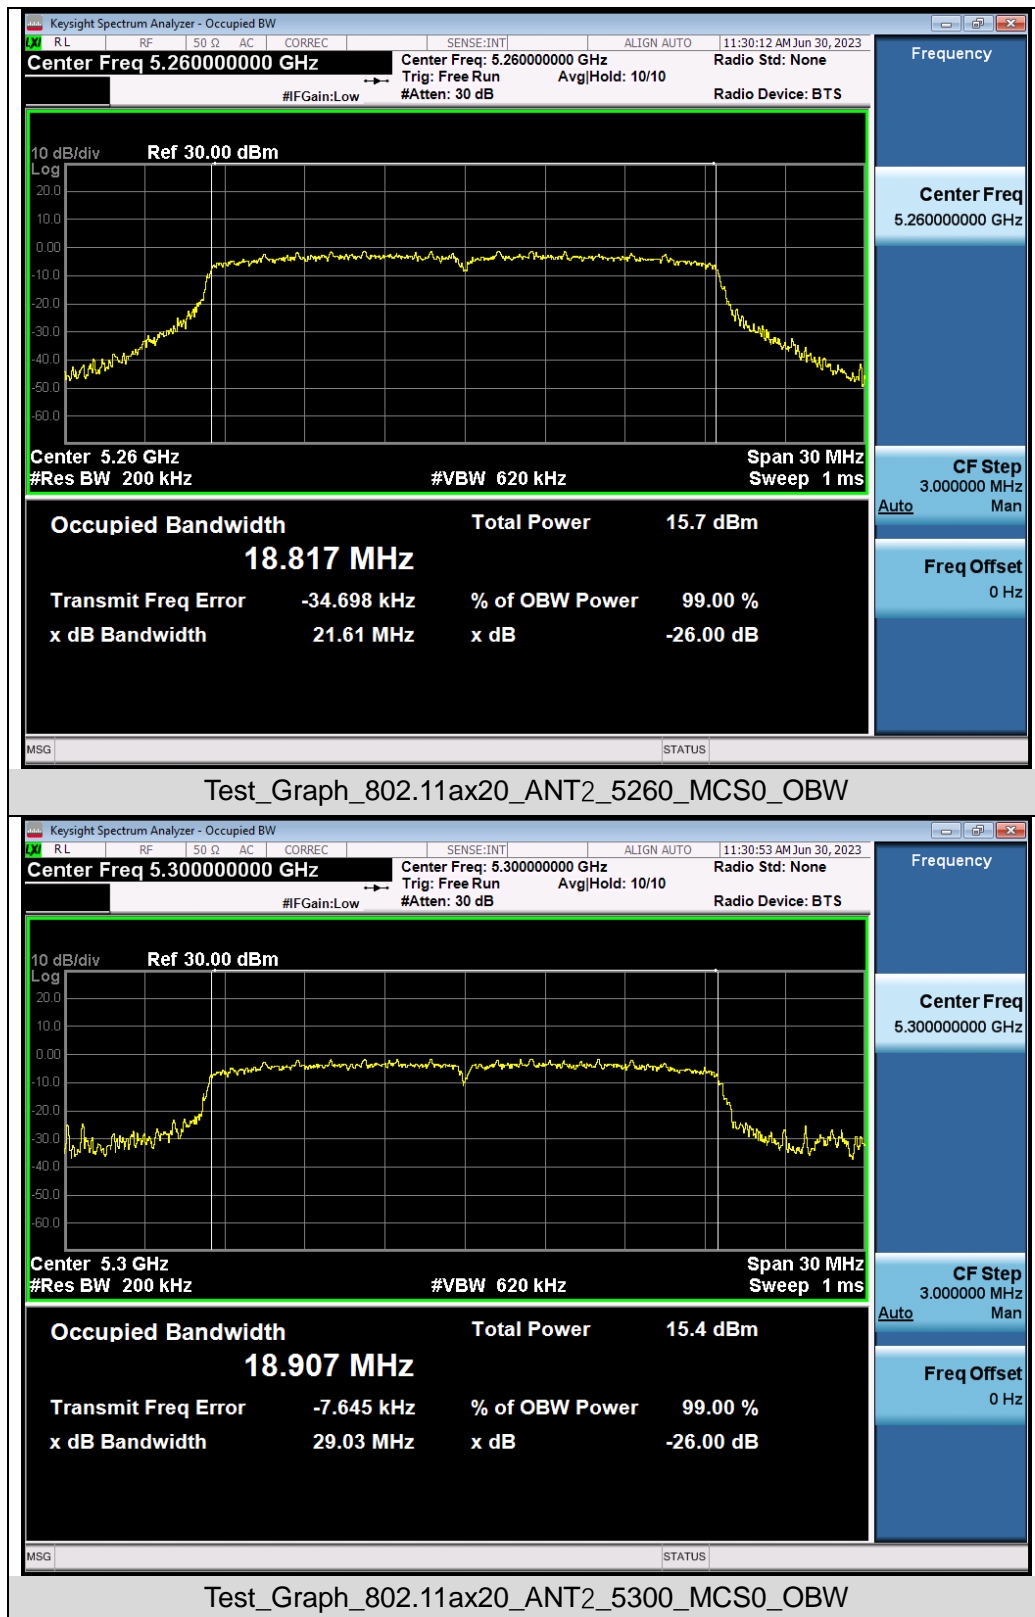 Keysight Spectrum Analyzer - Occupied BW
LXI RL RF 50 Ω AC CORREC SENSE:INT ALIGN AUTO 11:30:12 AM Jun 30, 2023
Center Freq 5.260000000 GHz
Center Freq: 5.260000000 GHz
Radio Std: None
Trig: Free Run Avg|Hold: 10/10
#IFGain:Low #Atten: 30 dB Radio Device: BTS
Frequency
10 dB/div Ref 30.00 dBm
Log
20.0
10.0
0.00
-10.0
-20.0
-30.0
-40.0
-50.0
-60.0
Center 5.26 GHz Span 30 MHz
#Res BW 200 kHz #VBW 620 kHz Sweep 1 ms
Center Freq
5.260000000 GHz
CF Step
3.000000 MHz
Auto Man
Freq Offset
0 Hz
Occupied Bandwidth Total Power 15.7 dBm
18.817 MHz
Transmit Freq Error -34.698 kHz % of OBW Power 99.00 %
x dB Bandwidth 21.61 MHz x dB -26.00 dB
MSG STATUS
Test_Graph_802.11ax20_ANT2_5260_MCS0_OBW
Keysight Spectrum Analyzer - Occupied BW
LXI RL RF 50 Ω AC CORREC SENSE:INT ALIGN AUTO 11:30:53 AM Jun 30, 2023
Center Freq 5.300000000 GHz
Center Freq: 5.300000000 GHz
Radio Std: None
Trig: Free Run Avg|Hold: 10/10
#IFGain:Low #Atten: 30 dB Radio Device: BTS
Frequency
10 dB/div Ref 30.00 dBm
Log
20.0
10.0
0.00
-10.0
-20.0
-30.0
-40.0
-50.0
-60.0
Center 5.3 GHz Span 30 MHz
#Res BW 200 kHz #VBW 620 kHz Sweep 1 ms
Center Freq
5.300000000 GHz
CF Step
3.000000 MHz
Auto Man
Freq Offset
0 Hz
Occupied Bandwidth Total Power 15.4 dBm
18.907 MHz
Transmit Freq Error -7.645 kHz % of OBW Power 99.00 %
x dB Bandwidth 29.03 MHz x dB -26.00 dB
MSG STATUS
Test_Graph_802.11ax20_ANT2_5300_MCS0_OBW